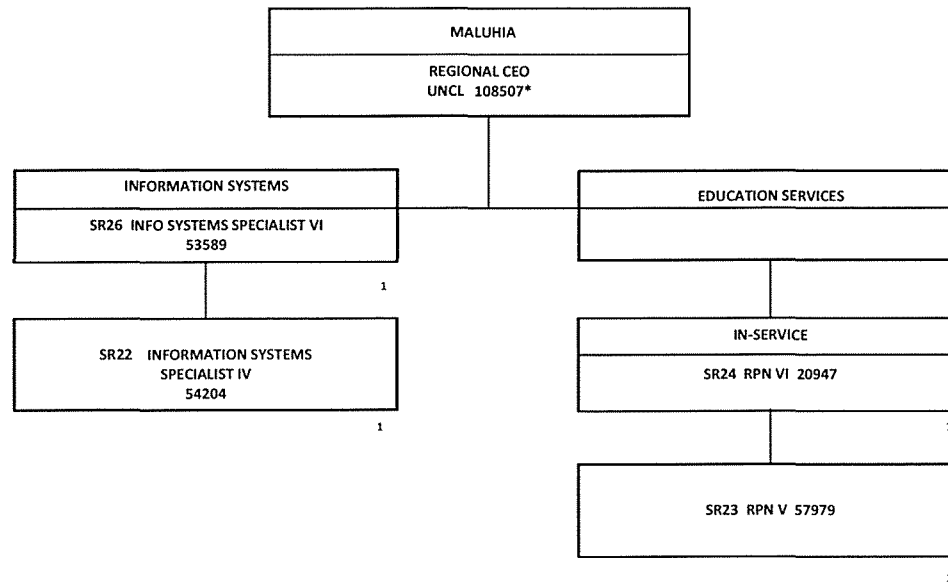 MALUHIA
REGIONAL CEO
UNCL 108507*
INFORMATION SYSTEMS
SR26 INFO SYSTEMS SPECIALIST VI
53589
1
SR22 INFORMATION SYSTEMS
SPECIALIST IV
54204
1
EDUCATION SERVICES
IN-SERVICE
SR24 RPN VI 20947
SR23 RPN V 57979